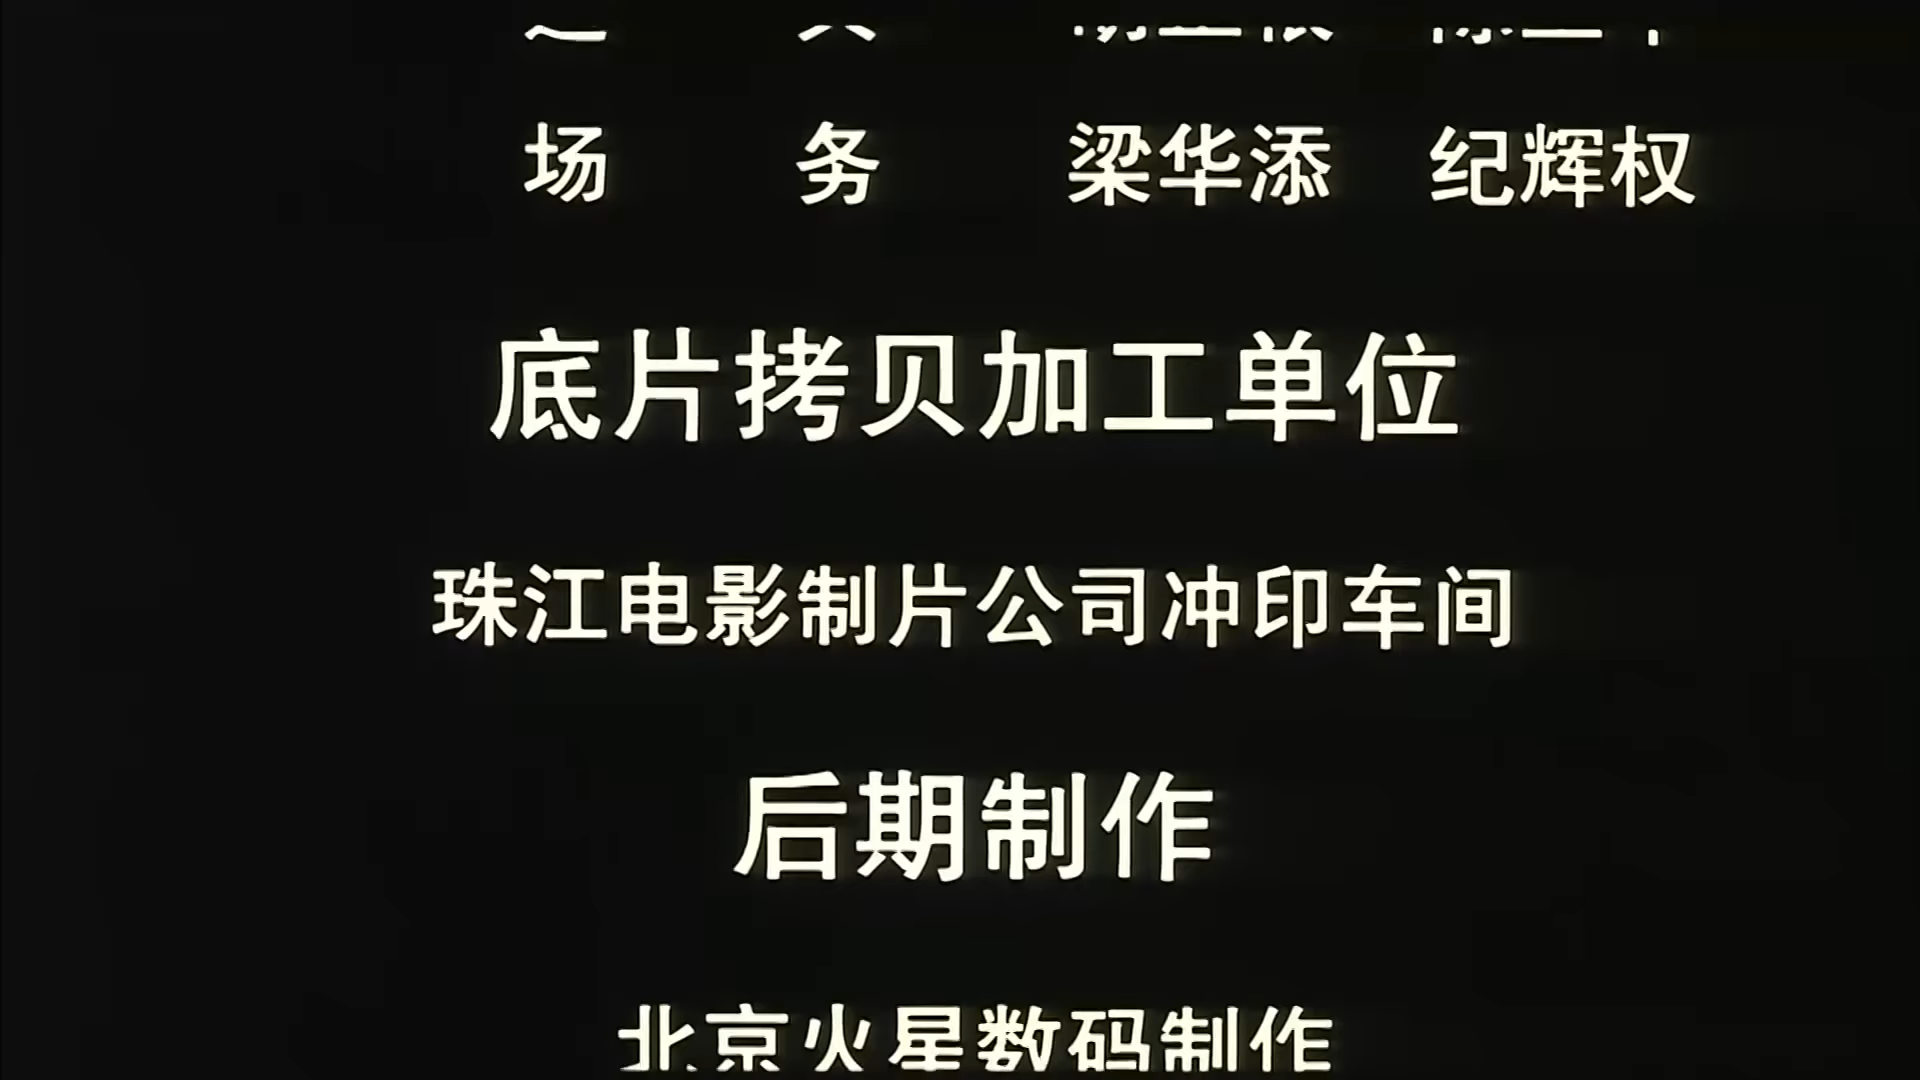 场 务 梁华添 纪辉权
底片拷贝加工单位
珠江电影制片公司冲印车间
后期制作
北京火星数码制作